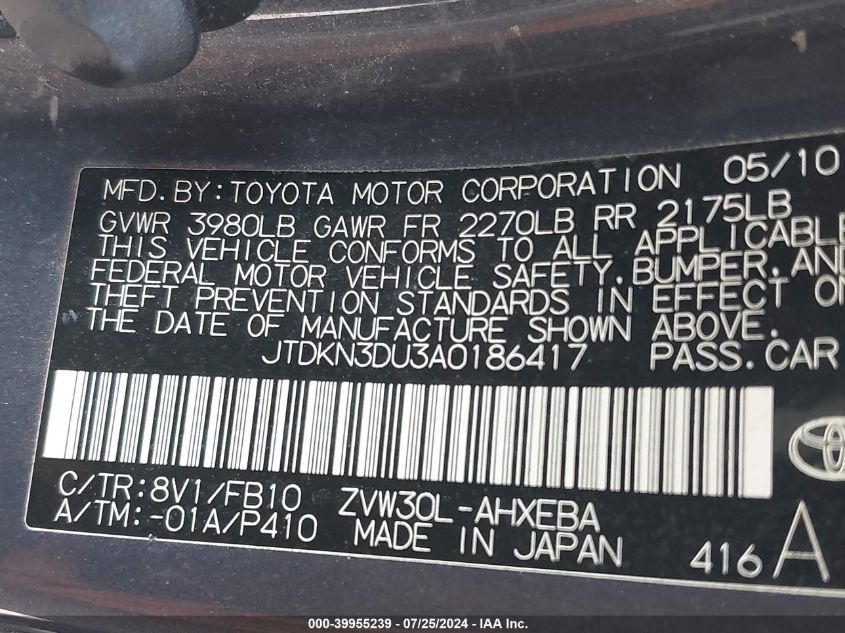 MFD. BY: TOYOTA MOTOR CORPORATION 05/10
GVWR 3980LB GAWR FR 2270LB RR 2175LB
THIS VEHICLE CONFORMS TO ALL APPLICABLE
FEDERAL MOTOR VEHICLE SAFETY, BUMPER, AND
THEFT PREVENTION STANDARDS IN EFFECT ON
THE DATE OF MANUFACTURE SHOWN ABOVE.
JTDKN3DU3A0186417 PASS. CAR
C/TR: 8V1/FB10 ZVW30L-AHXEBA
A/TM: -01A/P410 MADE IN JAPAN 416 A
000-39955239 - 07/25/2024 - IAA Inc.